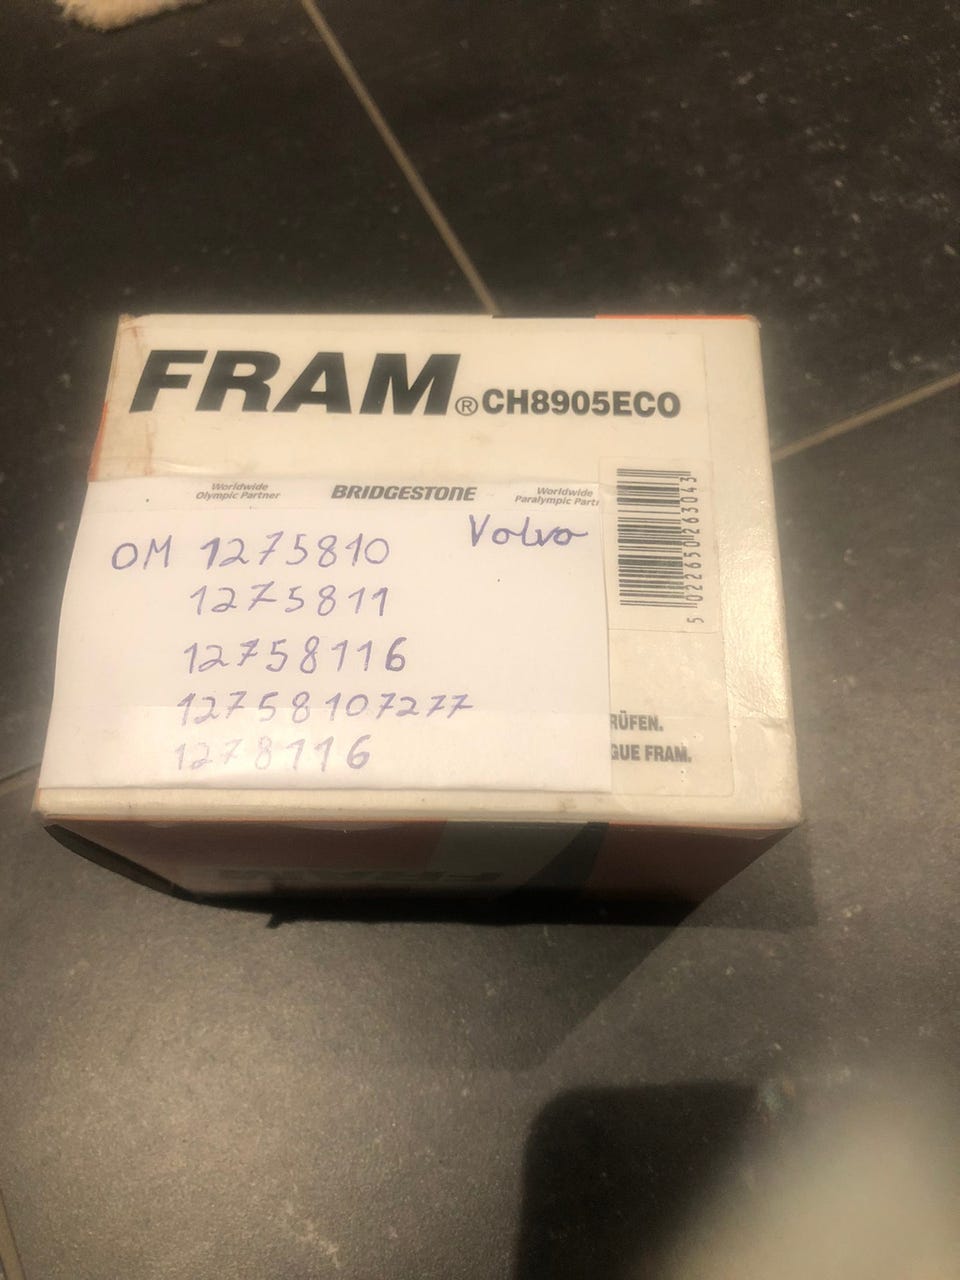 FRAM® CH8905ECO
Worldwide
Olympic Partner
BRIDGESTONE
Worldwide
Paralympic
Volvo
OM 1275810
1275811
12758116
12758107277
1278116
5 022650 263043
RÜFEN.
GUE FRAM.